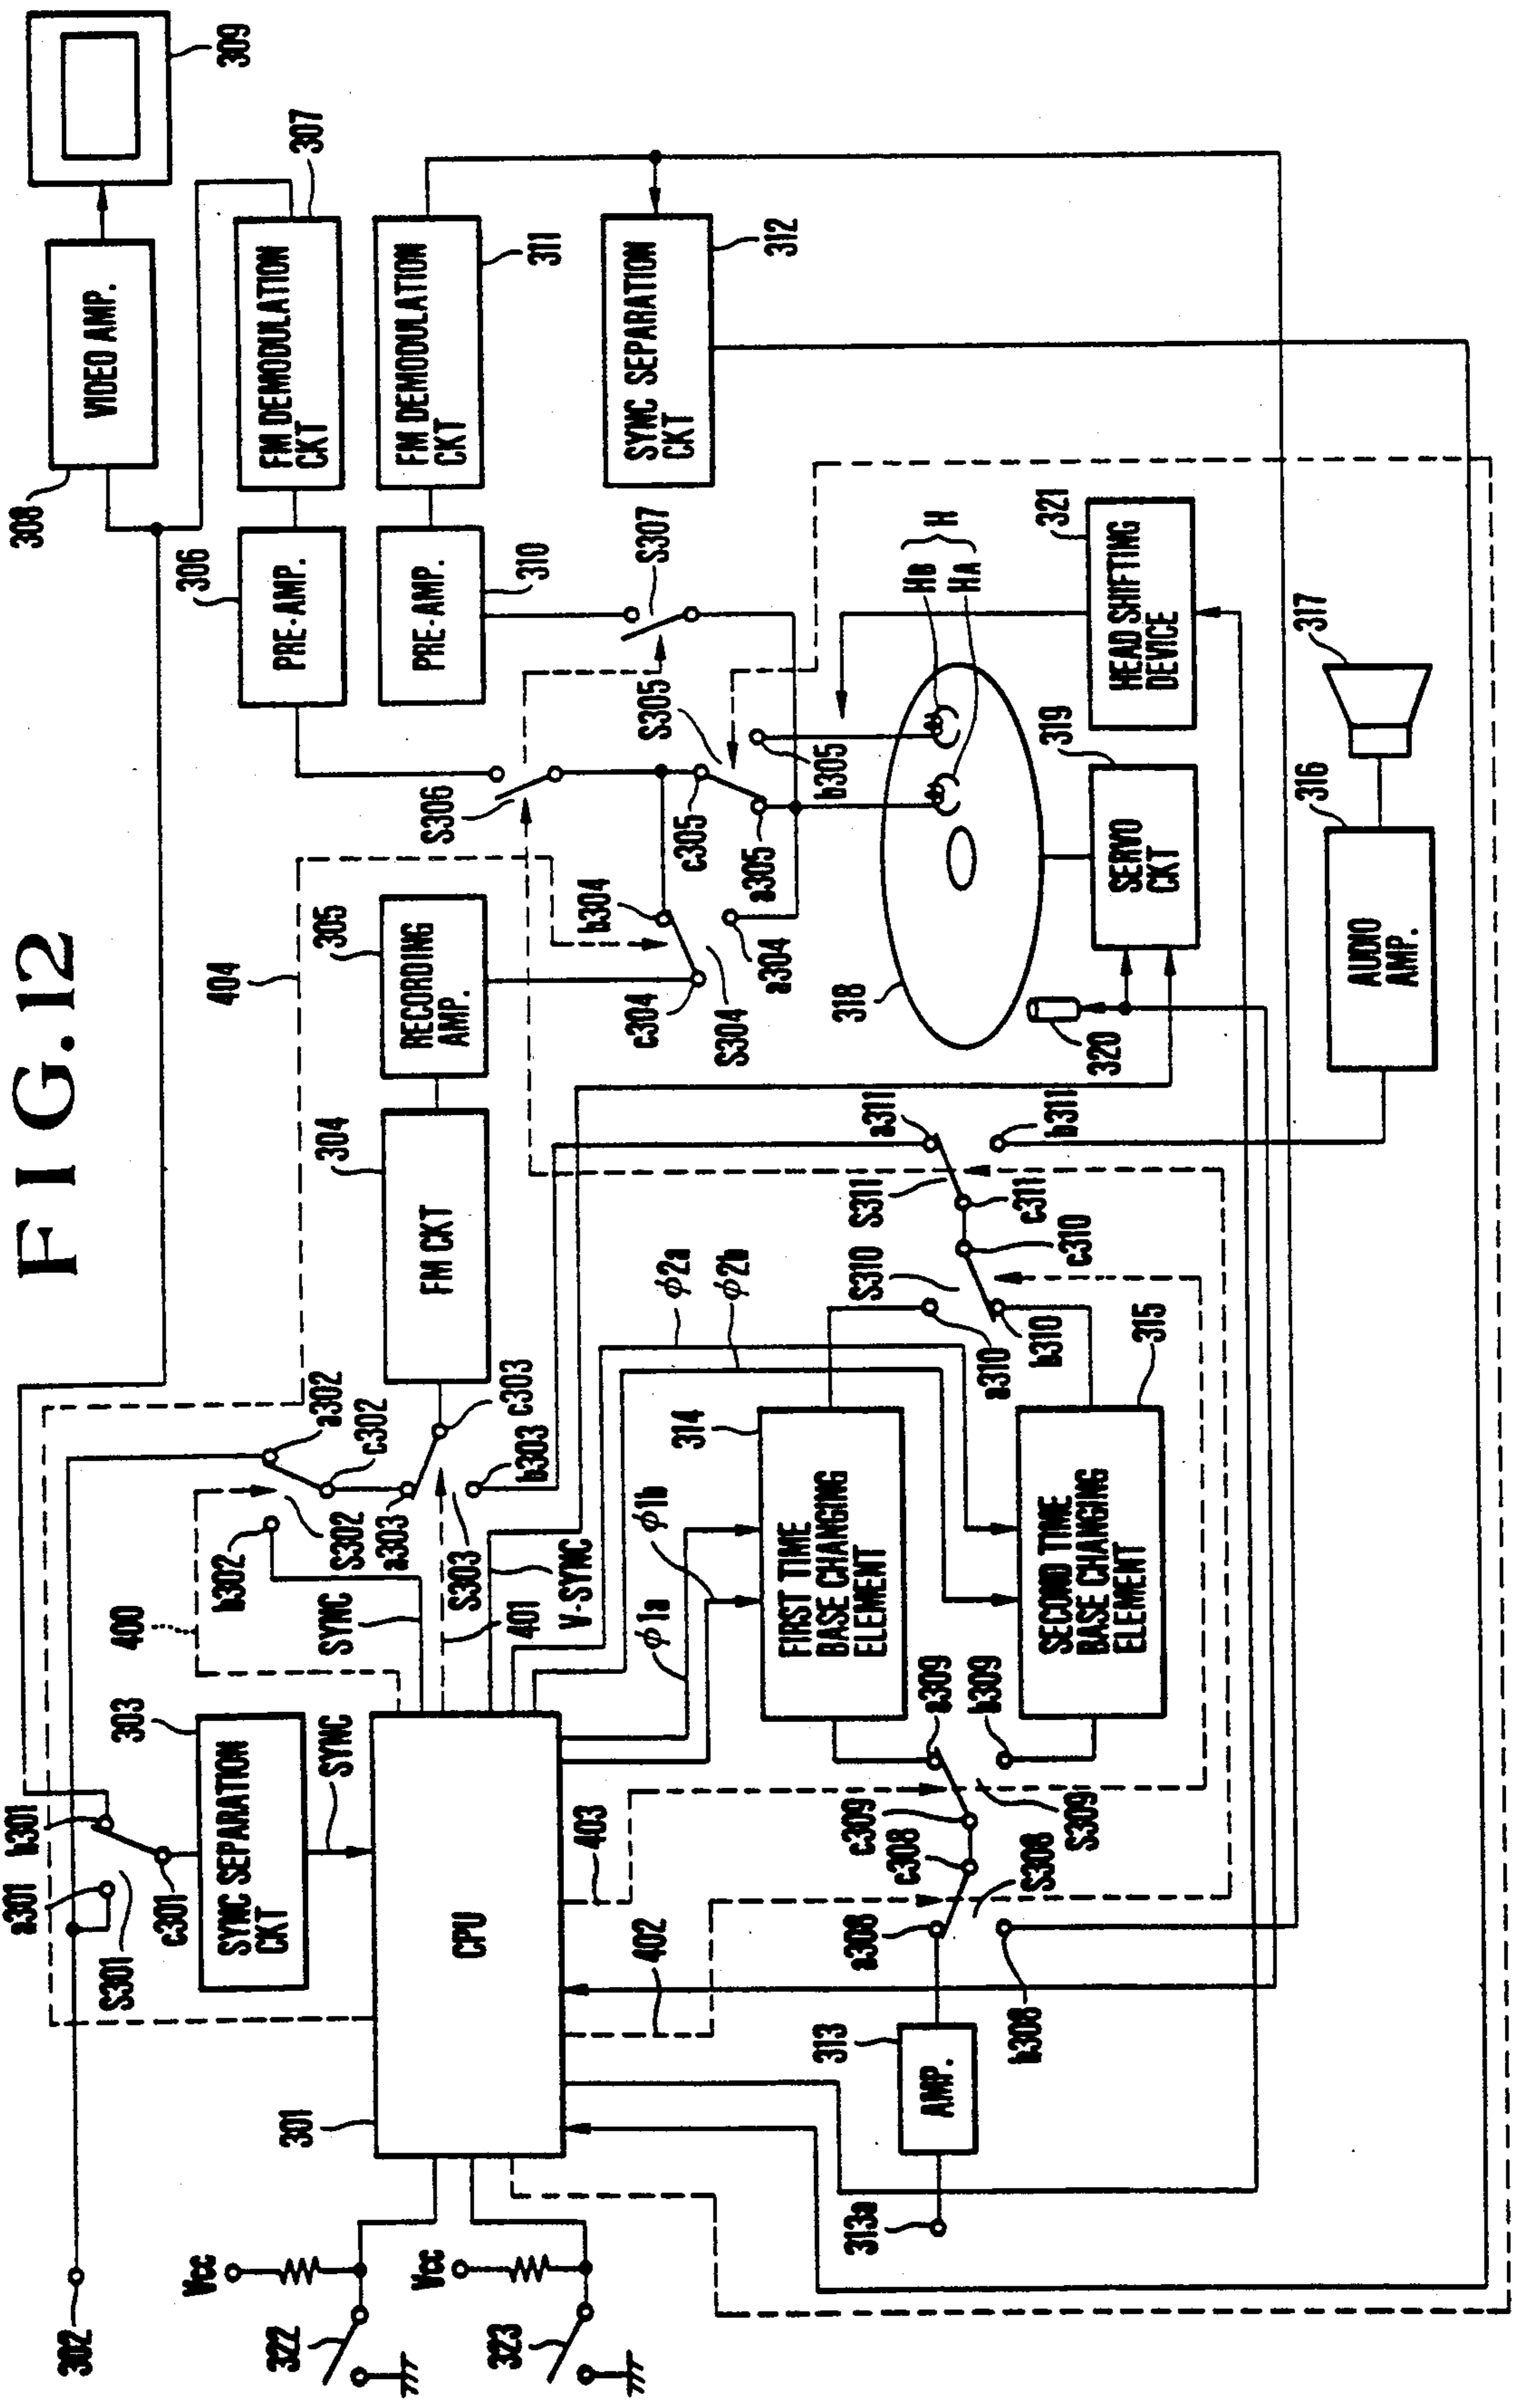 FIG.12
302
S301
a301
b301
c301
303
SYNC SEPARATION
CKT
SYNC
400
b302
S302
a302
c302
SYNC
a303
S303
401
b303
c303
V-SYNC
404
304
FM CKT
305
RECORDING
AMP.
308
VIDEO AMP.
309
306
PRE-AMP.
307
FM DEMODULATION
CKT
310
PRE-AMP.
311
FM DEMODULATION
CKT
312
SYNC SEPARATION
CKT
S306
S307
S305
c305
a305
b305
b304
c304
a304
S304
HB
HA
H
318
320
319
SERVO
CKT
321
HEAD SHIFTING
DEVICE
316
AUDIO
AMP.
317
Vcc
322
Vcc
323
301
CPU
402
403
φ1a
φ1b
φ2a
φ2b
313a
313
AMP.
a308
b308
c308
S308
c309
a309
b309
S309
314
FIRST TIME
BASE CHANGING
ELEMENT
315
SECOND TIME
BASE CHANGING
ELEMENT
a310
b310
S310
c310
c311
S311
a311
b311